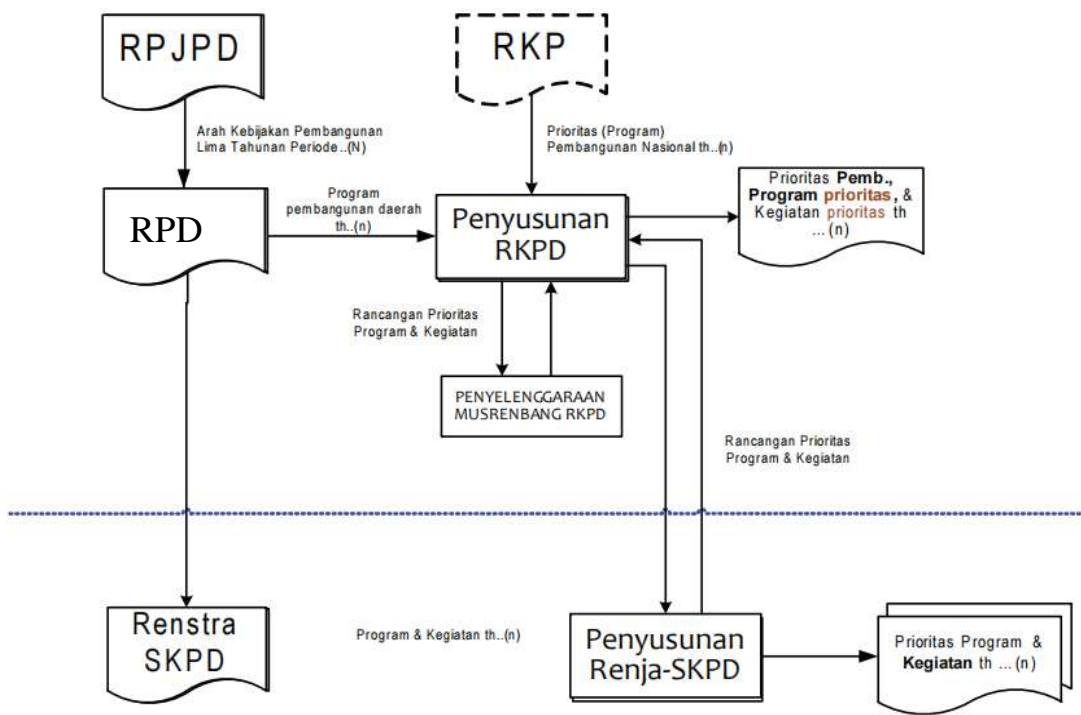 RPJPD
RKP
Arah Kebijakan Pembangunan
Lima Tahunan Periode..(N)
Prioritas (Program)
Pembangunan Nasional th..(n)
RPD
Program
pembangunan daerah
th..(n)
Penyusunan
RKPD
Prioritas Pemb.,
Program prioritas, &
Kegiatan prioritas th
...(n)
Rancangan Prioritas
Program & Kegiatan
PENYELENGGARAAN
MUSRENBANG RKPD
Rancangan Prioritas
Program & Kegiatan
Renstra
SKPD
Program & Kegiatan th..(n)
Penyusunan
Renja-SKPD
Prioritas Program &
Kegiatan th ...(n)